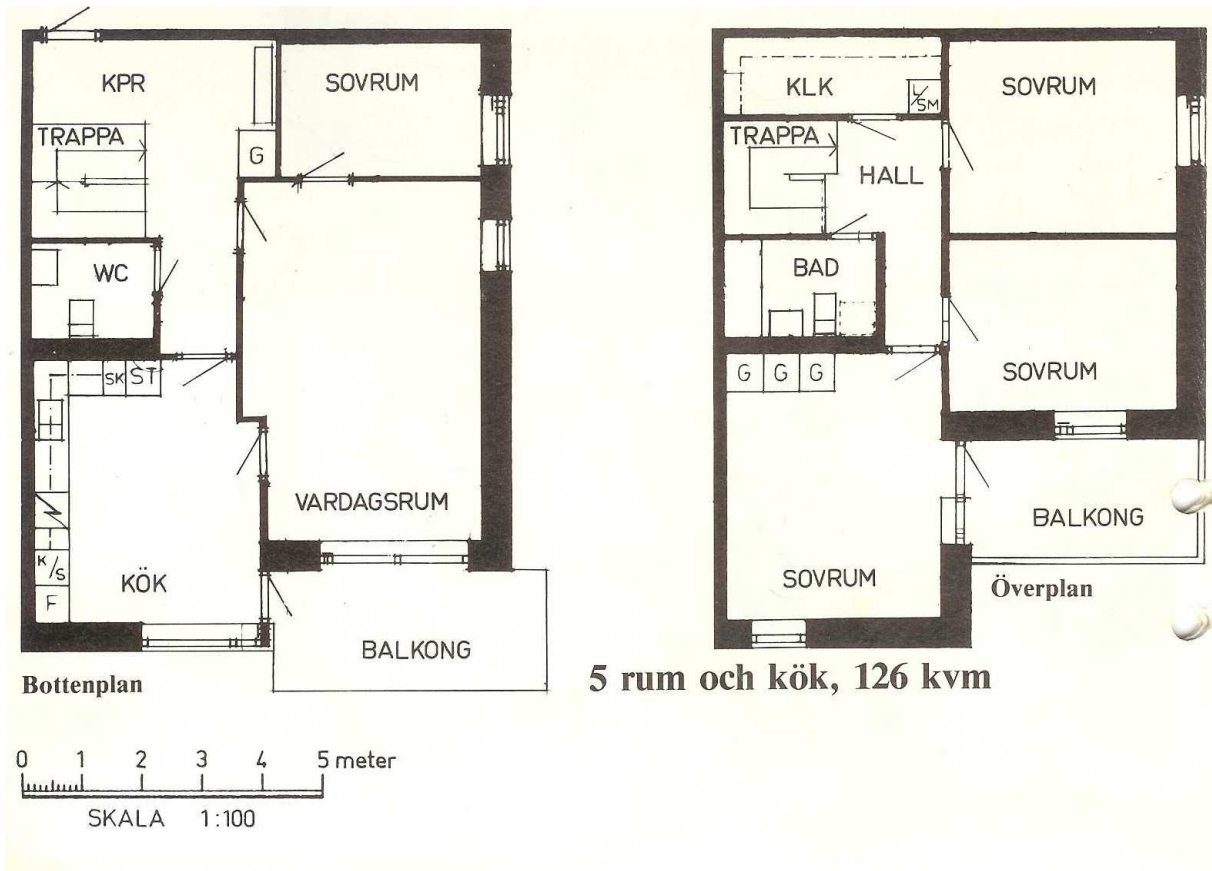 KPR
SOVRUM
TRAPPA
G
WC
SK
ST
VARDAGSRUM
K/S
F
KÖK
BALKONG
Bottenplan
KLK
L/SM
SOVRUM
TRAPPA
HALL
BAD
SOVRUM
G G G
BALKONG
SOVRUM
Överplan
5 rum och kök, 126 kvm
0 1 2 3 4 5 meter
SKALA 1:100